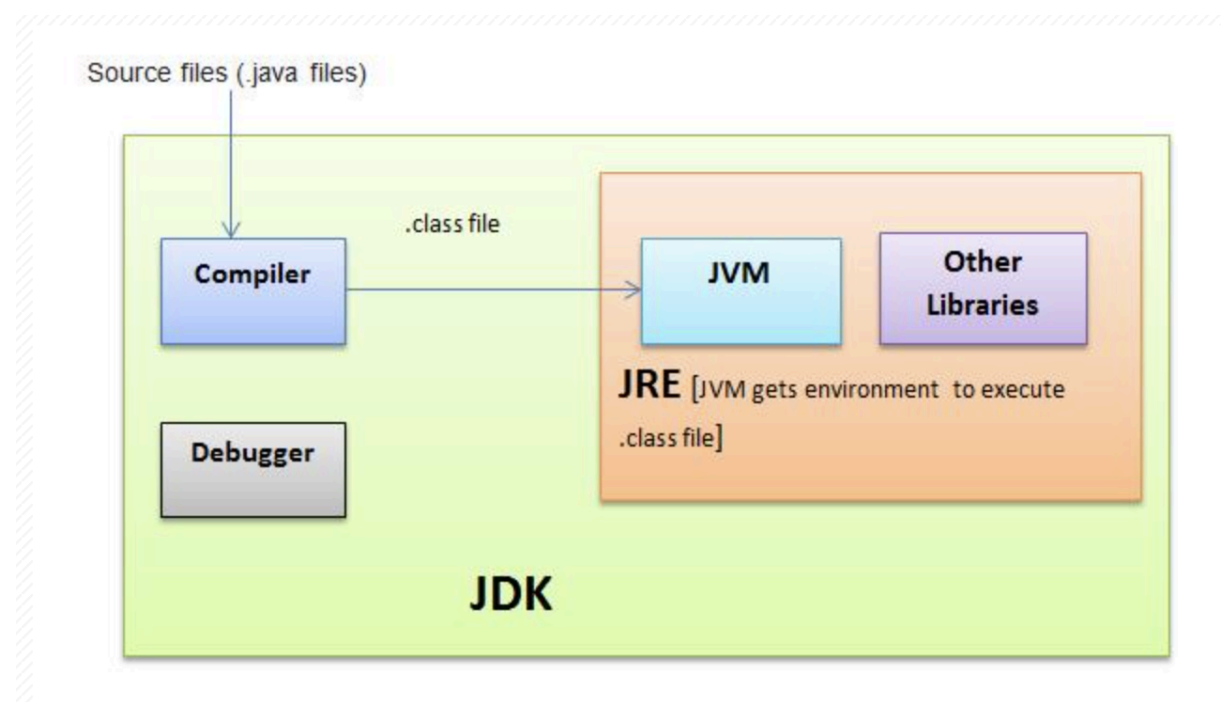 Source files (.java files)
.class file
Compiler
JVM
Other
Libraries
JRE [JVM gets environment to execute
.class file]
Debugger
JDK